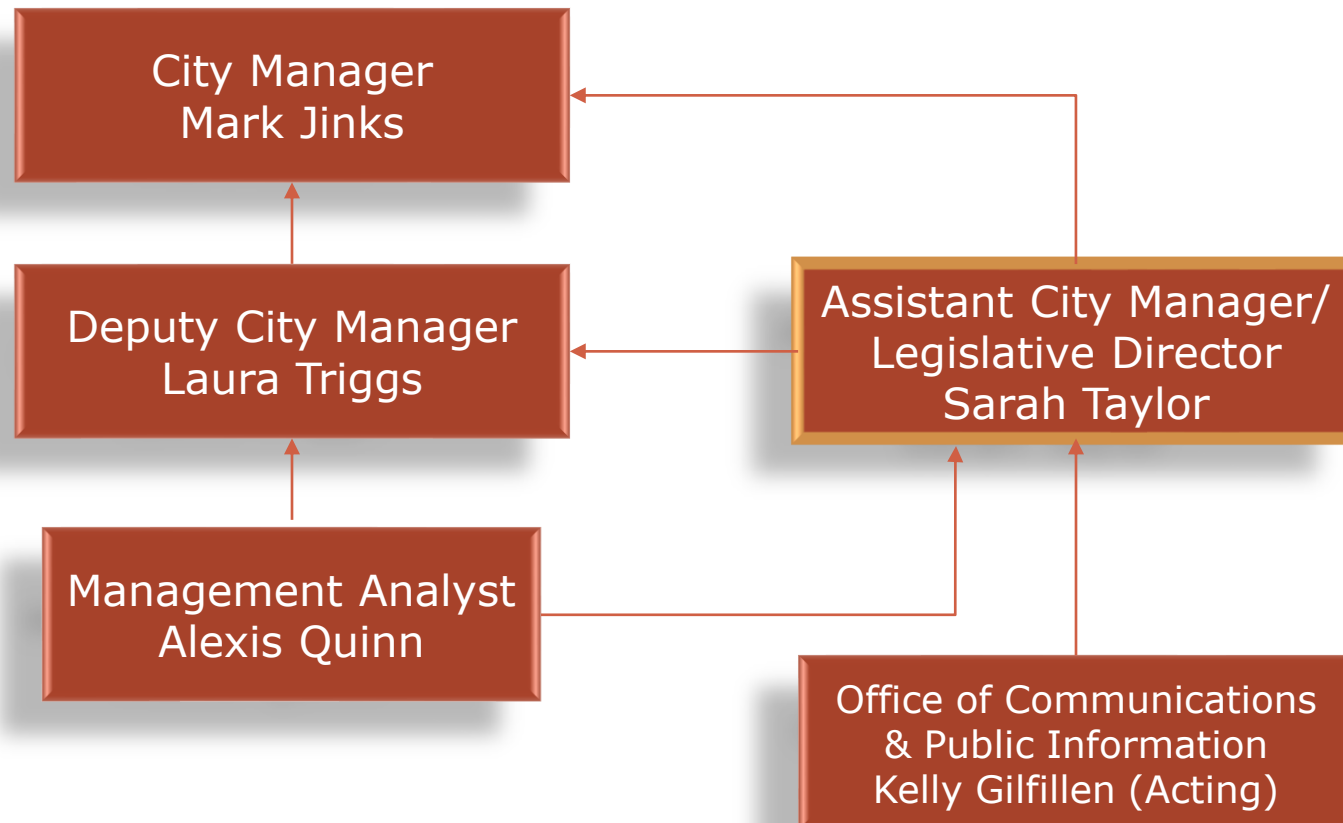 City Manager
Mark Jinks
Deputy City Manager
Laura Triggs
Assistant City Manager/
Legislative Director
Sarah Taylor
Management Analyst
Alexis Quinn
Office of Communications
& Public Information
Kelly Gilfillen (Acting)